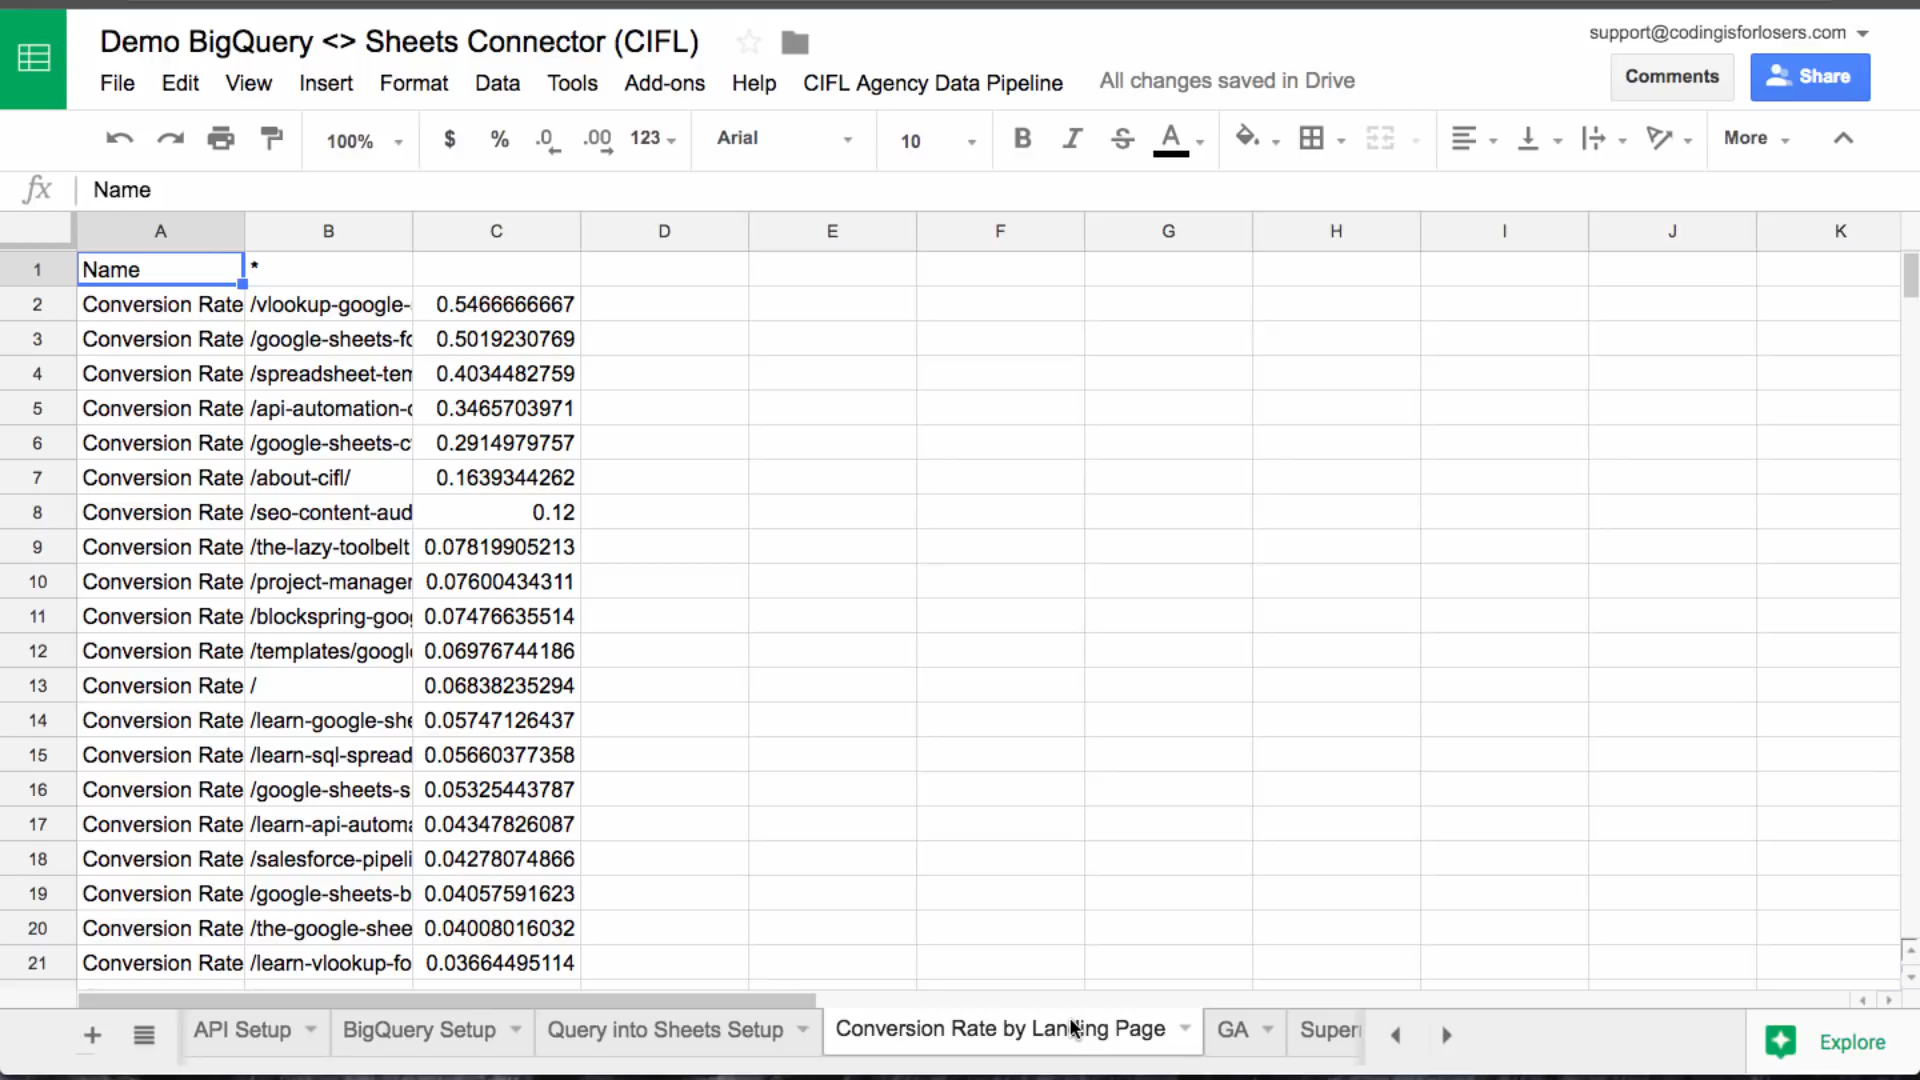 Demo BigQuery <> Sheets Connector (CIFL)
support@codingisforlosers.com
File Edit View Insert Format Data Tools Add-ons Help CIFL Agency Data Pipeline All changes saved in Drive
Comments Share
100% $ % .0 .00 123 Arial 10 B I S A More
fx Name
A B C D E F G H I J K
1 Name *
2 Conversion Rate /vlookup-google- 0.5466666667
3 Conversion Rate /google-sheets-fo 0.5019230769
4 Conversion Rate /spreadsheet-tem 0.4034482759
5 Conversion Rate /api-automation-c 0.3465703971
6 Conversion Rate /google-sheets-c 0.2914979757
7 Conversion Rate /about-cifl/ 0.1639344262
8 Conversion Rate /seo-content-aud 0.12
9 Conversion Rate /the-lazy-toolbelt 0.07819905213
10 Conversion Rate /project-manager 0.07600434311
11 Conversion Rate /blockspring-goog 0.07476635514
12 Conversion Rate /templates/google 0.06976744186
13 Conversion Rate / 0.06838235294
14 Conversion Rate /learn-google-she 0.05747126437
15 Conversion Rate /learn-sql-spread 0.05660377358
16 Conversion Rate /google-sheets-s 0.05325443787
17 Conversion Rate /learn-api-automa 0.04347826087
18 Conversion Rate /salesforce-pipeli 0.04278074866
19 Conversion Rate /google-sheets-b 0.04057591623
20 Conversion Rate /the-google-shee 0.04008016032
21 Conversion Rate /learn-vlookup-fo 0.03664495114
API Setup BigQuery Setup Query into Sheets Setup Conversion Rate by Landing Page GA Super Explore